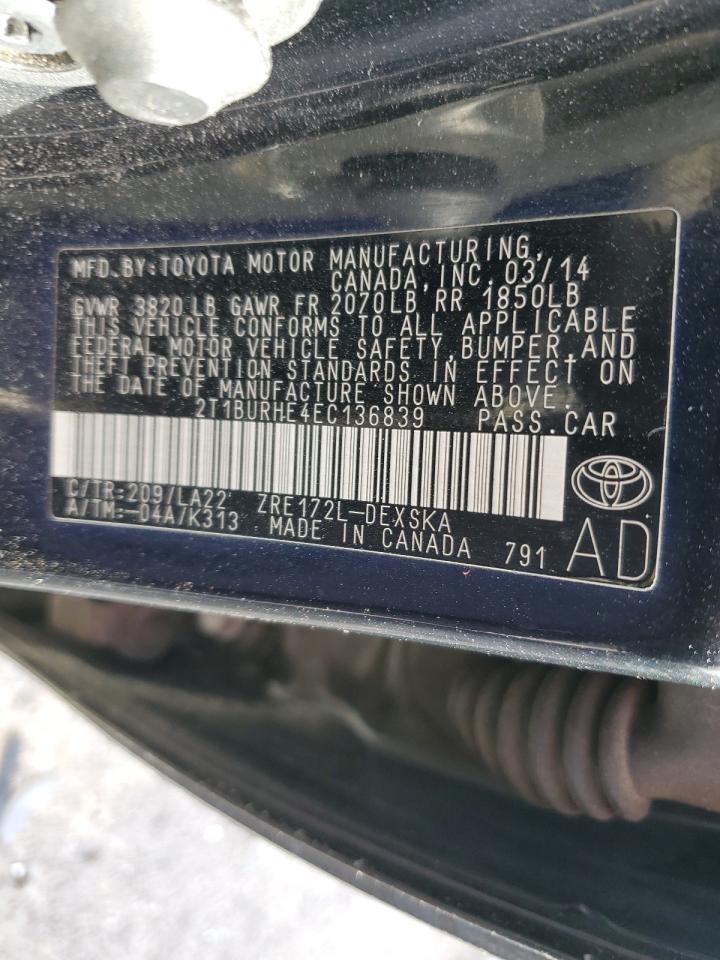 MFD. BY: TOYOTA MOTOR MANUFACTURING,
CANADA, INC. 03/14
GVWR 3820 LB GAWR FR 2070LB RR 1850LB
THIS VEHICLE CONFORMS TO ALL APPLICABLE
FEDERAL MOTOR VEHICLE SAFETY, BUMPER, AND
THEFT PREVENTION STANDARDS IN EFFECT ON
THE DATE OF MANUFACTURE SHOWN ABOVE.
2T1BURHE4EC136839 PASS. CAR
C/TR: 209/LA22 ZRE172L-DEXSKA
A/TM: -04A/K313 MADE IN CANADA 791
AD